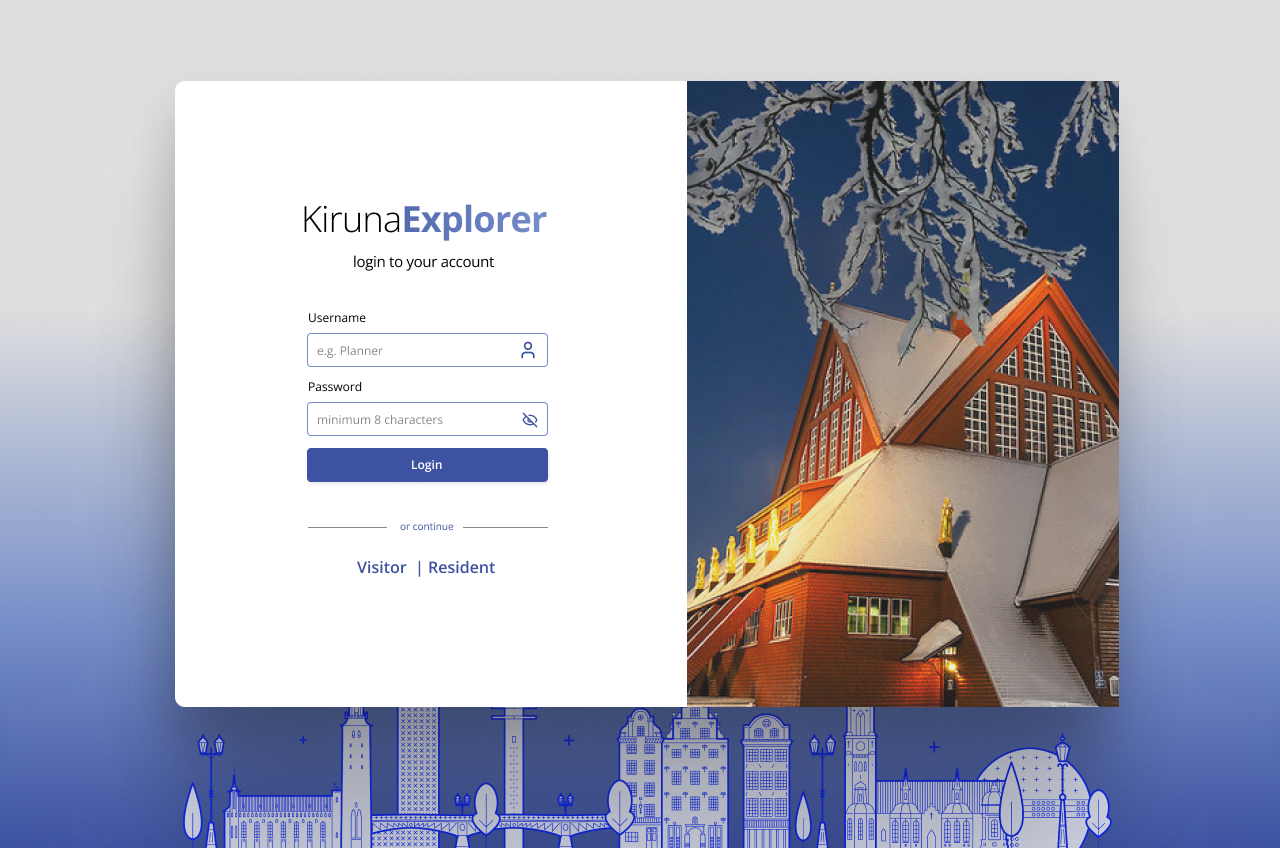 KirunaExplorer
login to your account
Username
e.g. Planner
Password
minimum 8 characters
Login
or continue
Visitor | Resident